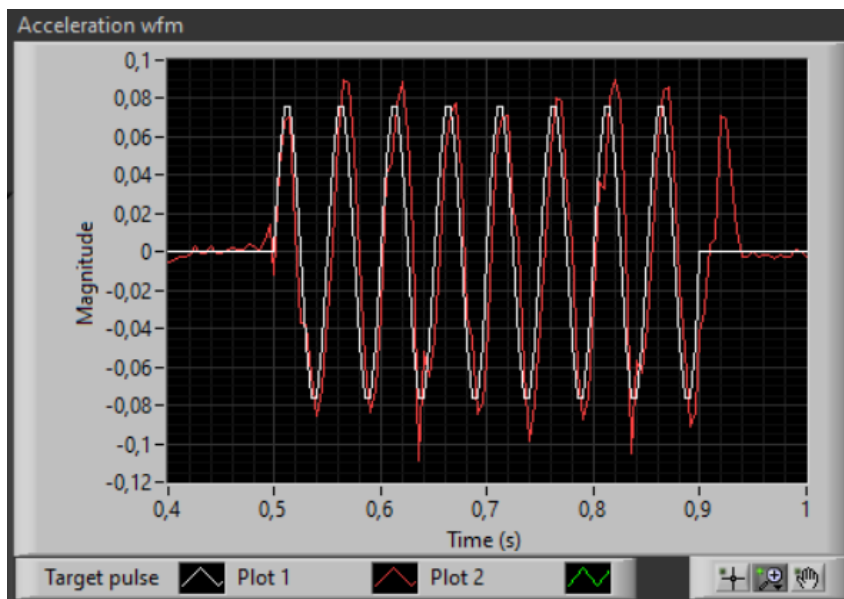 Acceleration wfm
0,1
0,08
0,06
0,04
0,02
0
-0,02
-0,04
-0,06
-0,08
-0,1
-0,12
Magnitude
0,4 0,5 0,6 0,7 0,8 0,9 1
Time (s)
Target pulse Plot 1 Plot 2